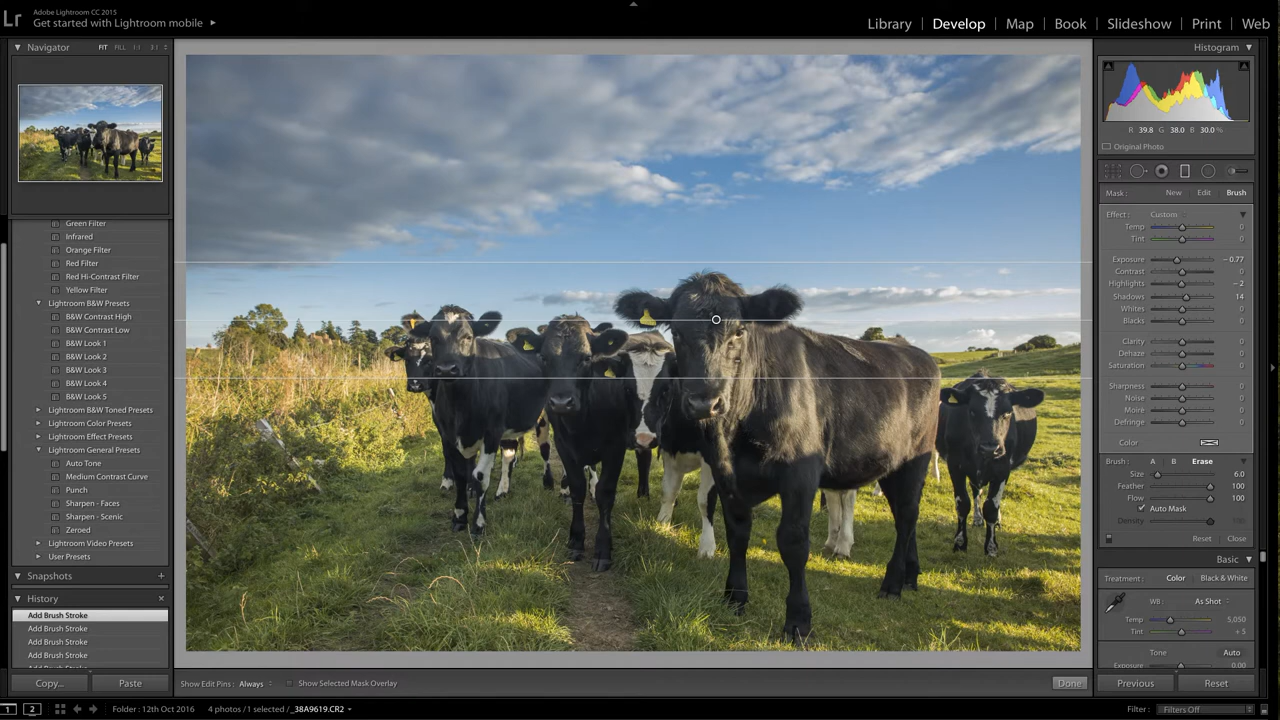 Lr
Adobe Lightroom CC 2015
Get started with Lightroom mobile
Library
Develop
Map
Book
Slideshow
Print
Web
Navigator
FIT
FILL
1:1
3:1
Green Filter
Infrared
Orange Filter
Red Filter
Red Hi-Contrast Filter
Yellow Filter
Lightroom B&W Presets
B&W Contrast High
B&W Contrast Low
B&W Look 1
B&W Look 2
B&W Look 3
B&W Look 4
B&W Look 5
Lightroom B&W Toned Presets
Lightroom Color Presets
Lightroom Effect Presets
Lightroom General Presets
Auto Tone
Medium Contrast Curve
Punch
Sharpen - Faces
Sharpen - Scenic
Zeroed
Lightroom Video Presets
User Presets
Snapshots +
History
Add Brush Stroke
Add Brush Stroke
Add Brush Stroke
Add Brush Stroke
Copy...
Paste
Show Edit Pins: Always
Show Selected Mask Overlay
Done
Histogram
R 39.8 G 38.0 B 30.0 %
Original Photo
Mask : New Edit Brush
Effect : Custom
Temp 0
Tint 0
Exposure −0.77
Contrast 0
Highlights −2
Shadows 14
Whites 0
Blacks 0
Clarity 0
Dehaze 0
Saturation 0
Sharpness 0
Noise 0
Moiré 0
Defringe 0
Color
Brush : A B Erase
Size 6.0
Feather 100
Flow 100
Auto Mask
Density
Reset Close
Basic
Treatment : Color Black & White
WB: As Shot
Temp 5,050
Tint +5
Tone Auto
Exposure 0.00
Previous
Reset
1 2
Folder : 12th Oct 2016
4 photos / 1 selected / _38A9619.CR2
Filter : Filters Off